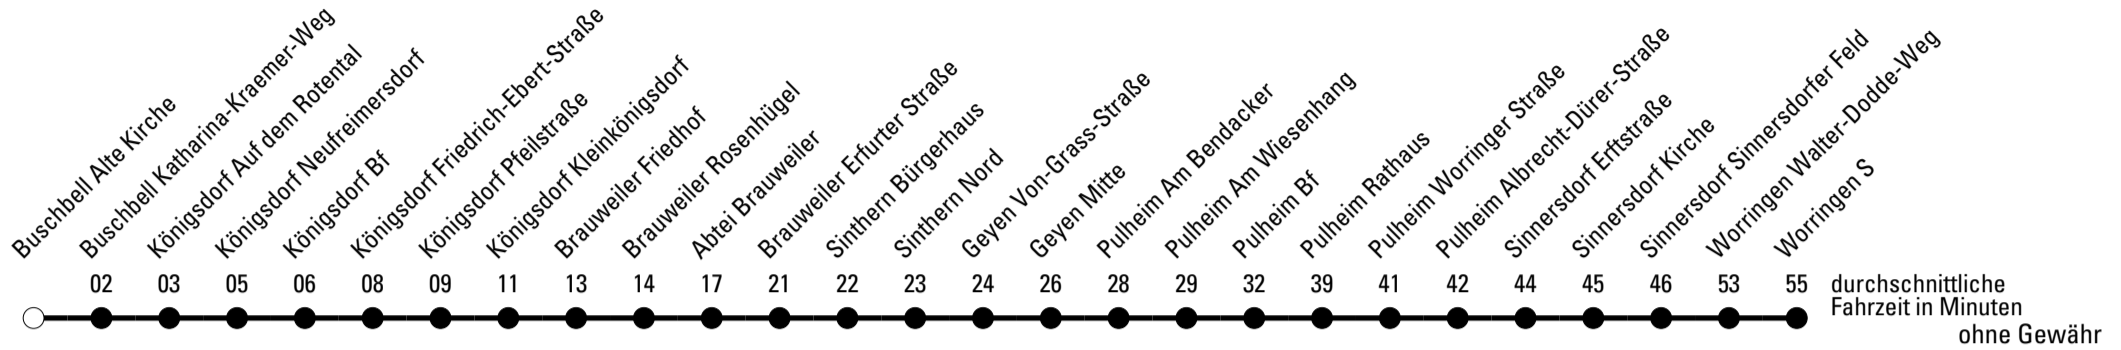 Buschbell Alte Kirche
Buschbell Katharina-Kraemer-Weg
Königsdorf Auf dem Rotental
Königsdorf Neufreimersdorf
Königsdorf Bf
Königsdorf Friedrich-Ebert-Straße
Königsdorf Pfeilstraße
Königsdorf Kleinkönigsdorf
Brauweiler Friedhof
Brauweiler Rosenhügel
Abtei Brauweiler
Brauweiler Erfurter Straße
Sinthern Bürgerhaus
Sinthern Nord
Geyen Von-Grass-Straße
Geyen Mitte
Pulheim Am Bendacker
Pulheim Am Wiesenhang
Pulheim Bf
Pulheim Rathaus
Pulheim Worringer Straße
Pulheim Albrecht-Dürer-Straße
Sinnersdorf Erftstraße
Sinnersdorf Kirche
Sinnersdorf Sinnersdorfer Feld
Worringen Walter-Dodde-Weg
Worringen S
02 03 05 06 08 09 11 13 14 17 21 22 23 24 26 28 29 32 39 41 42 44 45 46 53 55 durchschnittliche
Fahrzeit in Minuten
ohne Gewähr